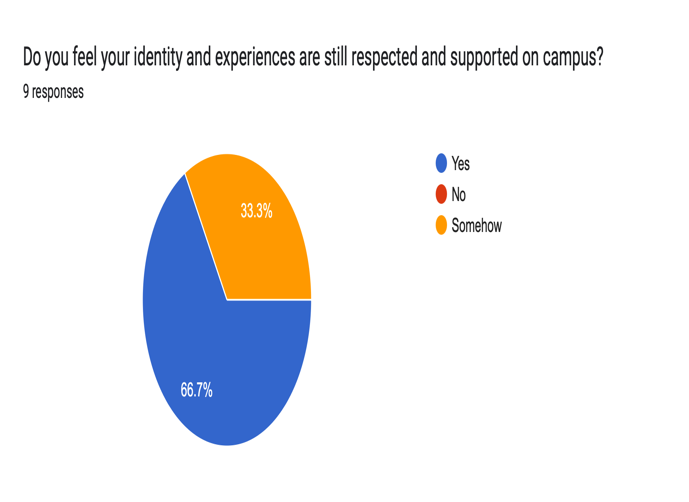 Do you feel your identity and experiences are still respected and supported on campus?
9 responses
Yes
No
Somehow
33.3%
66.7%